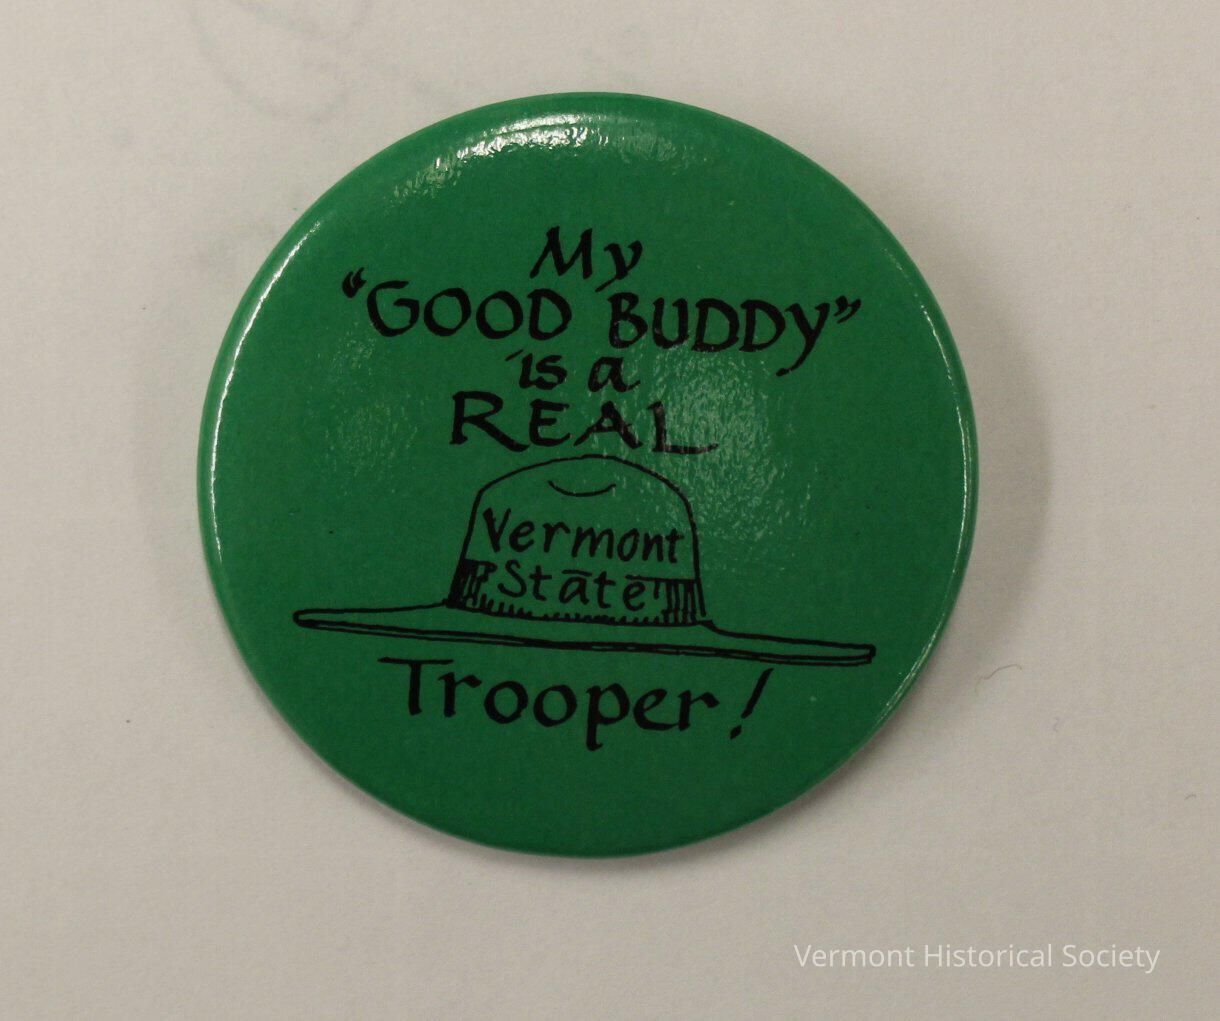 My
“GOOD BUDDY”
is a
REAL
Vermont
State
Trooper!
Vermont Historical Society